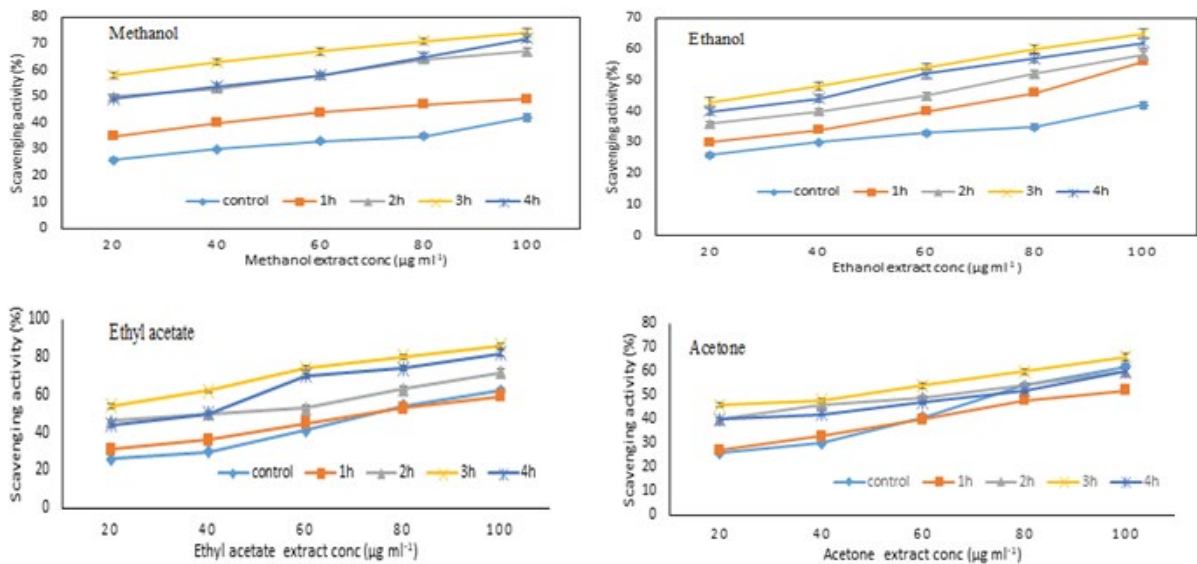 Methanol
Scavenging activity (%)
80
70
60
50
40
30
20
10
0
control 1h 2h 3h 4h
20 40 60 80 100
Methanol extract conc (µg ml-1)
Ethanol
Scavenging activity (%)
70
60
50
40
30
20
10
0
control 1h 2h 3h 4h
20 40 60 80 100
Ethanol extract conc (µg ml-1)
Ethyl acetate
Scavenging activity (%)
100
80
60
40
20
0
control 1h 2h 3h 4h
20 40 60 80 100
Ethyl acetate extract conc (µg ml-1)
Acetone
Scavenging activity (%)
80
70
60
50
40
30
20
10
0
control 1h 2h 3h 4h
20 40 60 80 100
Acetone extract conc (µg ml-1)